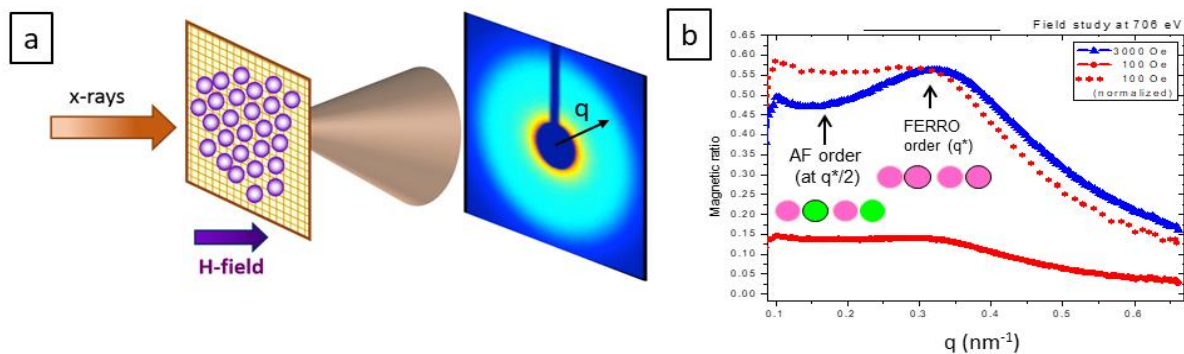 a
x-rays
H-field
q
b
Field study at 706 eV
Magnetic ratio
0.65
0.60
0.55
0.50
0.45
0.40
0.35
0.30
0.25
0.20
0.15
0.10
0.05
0.00
3000 Oe
100 Oe
100 Oe
(normalized)
AF order
(at q*/2)
FERRO
order (q*)
0.1
0.2
0.3
0.4
0.5
0.6
q (nm⁻¹)